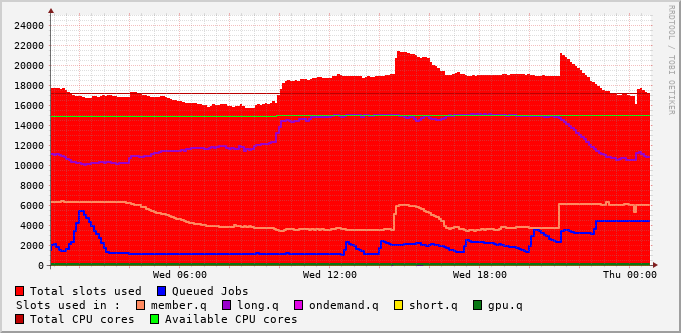 RRDTOOL / TOBI OETIKER
24000
22000
20000
18000
16000
14000
12000
10000
8000
6000
4000
2000
0
Wed 06:00 Wed 12:00 Wed 18:00 Thu 00:00
Total slots used Queued Jobs
Slots used in : member.q long.q ondemand.q short.q gpu.q
Total CPU cores Available CPU cores